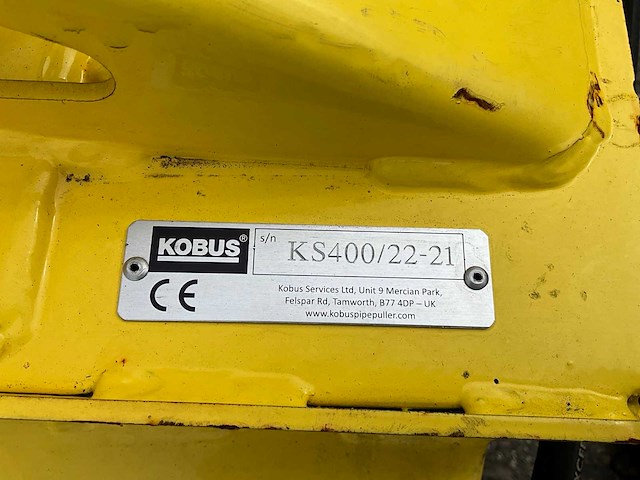 KOBUS®
s/n KS400/22-21
CE
Kobus Services Ltd, Unit 9 Mercian Park,
Felspar Rd, Tamworth, B77 4DP – UK
www.kobuspipepuller.com